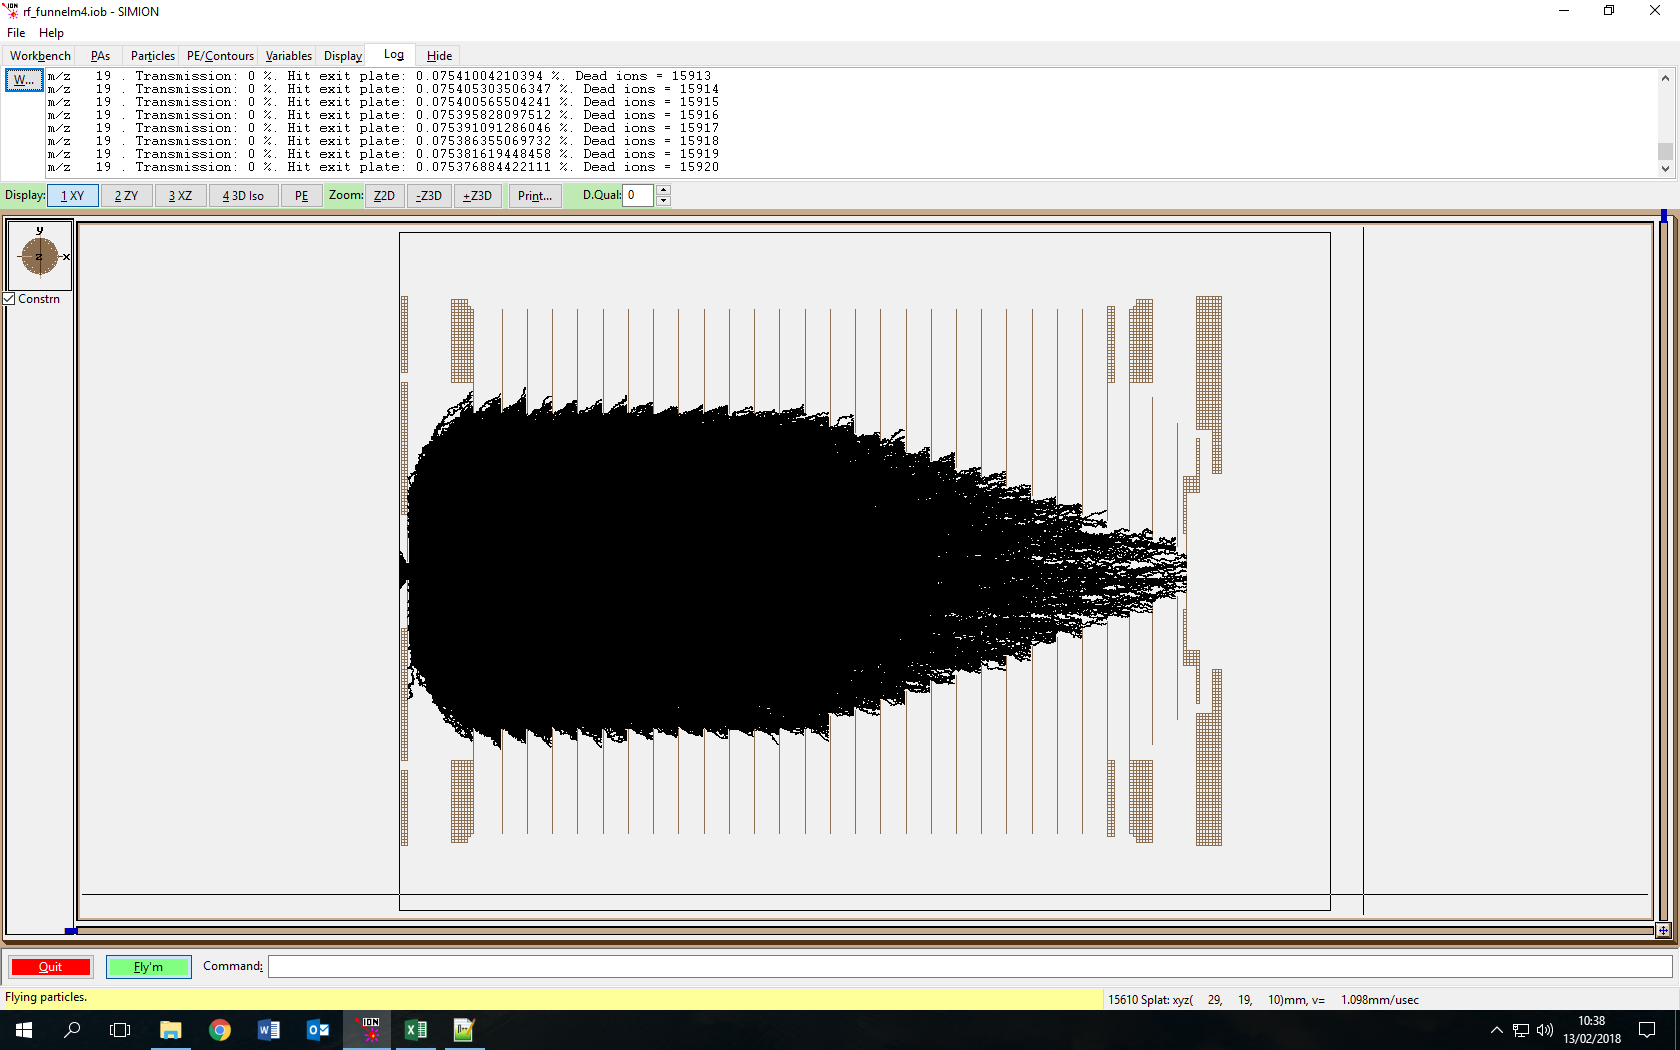 rf_funnelm4.iob - SIMION
File Help
Workbench PAs Particles PE/Contours Variables Display Log Hide
W...
m/z 19 . Transmission: 0 %. Hit exit plate: 0.07541004210394 %. Dead ions = 15913
m/z 19 . Transmission: 0 %. Hit exit plate: 0.075405303506347 %. Dead ions = 15914
m/z 19 . Transmission: 0 %. Hit exit plate: 0.075400565504241 %. Dead ions = 15915
m/z 19 . Transmission: 0 %. Hit exit plate: 0.075395828097512 %. Dead ions = 15916
m/z 19 . Transmission: 0 %. Hit exit plate: 0.075391091286046 %. Dead ions = 15917
m/z 19 . Transmission: 0 %. Hit exit plate: 0.075386355069732 %. Dead ions = 15918
m/z 19 . Transmission: 0 %. Hit exit plate: 0.075381619448458 %. Dead ions = 15919
m/z 19 . Transmission: 0 %. Hit exit plate: 0.075376884422111 %. Dead ions = 15920
Display: 1 XY 2 ZY 3 XZ 4 3D Iso PE Zoom: Z2D -Z3D +Z3D Print... D.Qual: 0
y
z x
Constrn
Quit Fly'm Command:
Flying particles. 15610 Splat: xyz( 29, 19, 10)mm, v= 1.098mm/usec
ION
10:38
13/02/2018